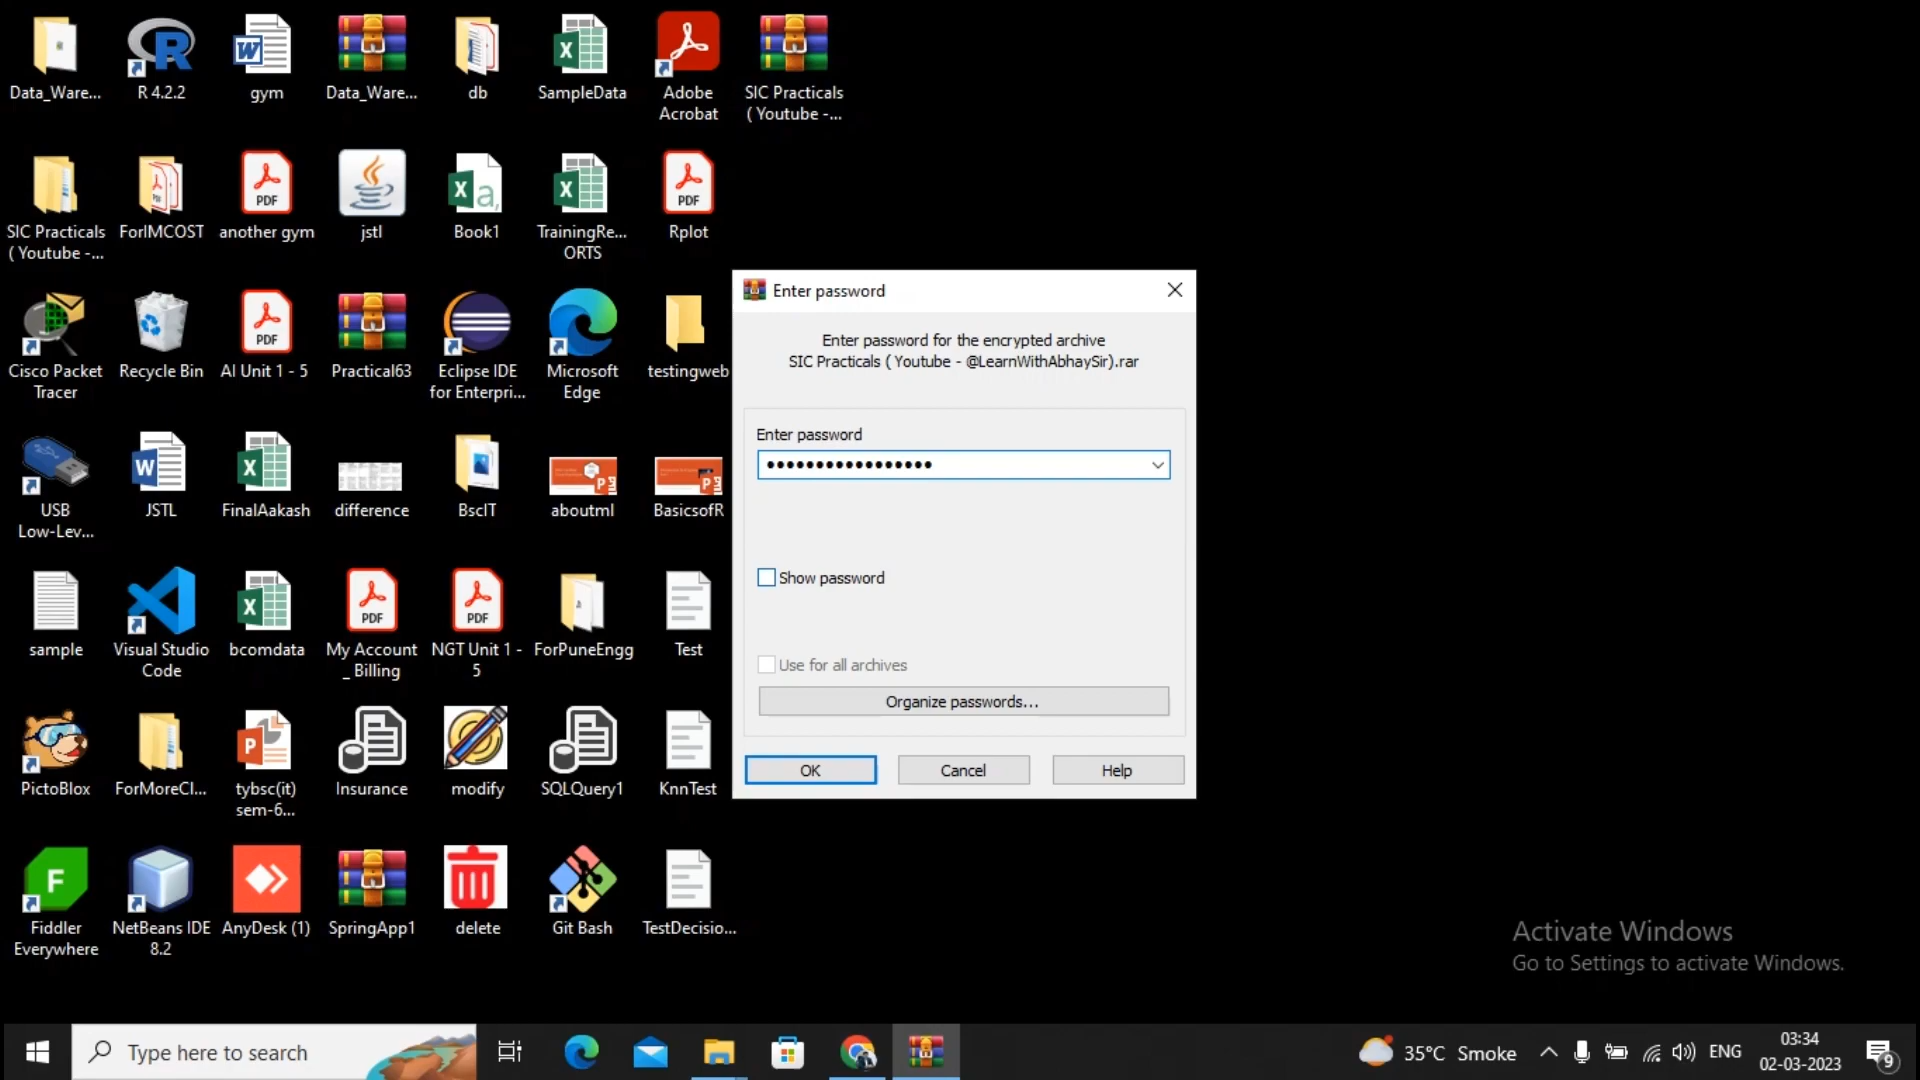 Data_Ware...
R 4.2.2
gym
Data_Ware...
db
SampleData
Adobe
Acrobat
SIC Practicals
( Youtube -...
SIC Practicals
( Youtube -...
ForIMCOST
another gym
jstl
Book1
TrainingRe...
ORTS
Rplot
Cisco Packet
Tracer
Recycle Bin
AI Unit 1 - 5
Practical63
Eclipse IDE
for Enterpri...
Microsoft
Edge
testingweb
USB
Low-Lev...
JSTL
FinalAakash
difference
BscIT
aboutml
BasicsofR
sample
Visual Studio
Code
bcomdata
My Account
_ Billing
NGT Unit 1 -
5
ForPuneEngg
Test
PictoBlox
ForMoreCl...
tybsc(it)
sem-6...
Insurance
modify
SQLQuery1
KnnTest
Fiddler
Everywhere
NetBeans IDE
8.2
AnyDesk (1)
SpringApp1
delete
Git Bash
TestDecisio...
Enter password
Enter password for the encrypted archive
SIC Practicals ( Youtube - @LearnWithAbhaySir).rar
Enter password
•••••••••••••••••
Show password
Use for all archives
Organize passwords...
OK
Cancel
Help
Activate Windows
Go to Settings to activate Windows.
Type here to search
35°C Smoke
ENG
03:34
02-03-2023
9